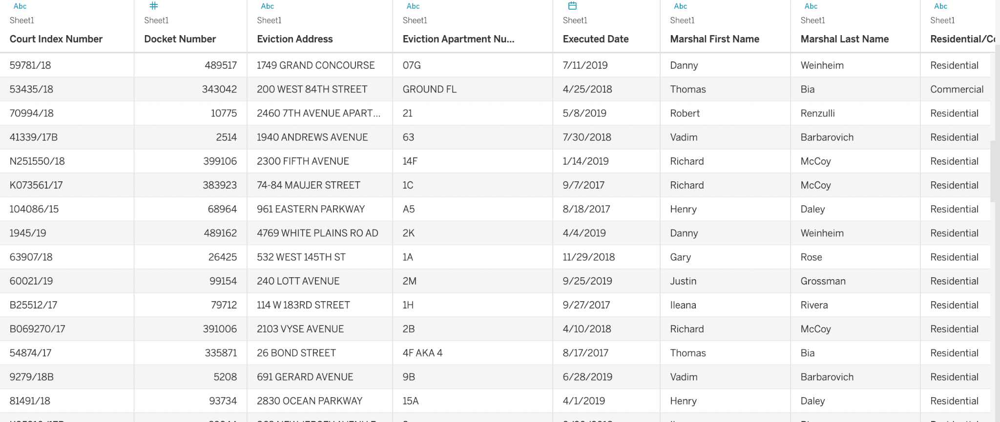 Abc # Abc Abc Abc Abc Abc
Sheet1 Sheet1 Sheet1 Sheet1 Sheet1 Sheet1 Sheet1 Sheet1
Court Index Number Docket Number Eviction Address Eviction Apartment Nu... Executed Date Marshal First Name Marshal Last Name Residential/Co
59781/18 489517 1749 GRAND CONCOURSE 07G 7/11/2019 Danny Weinheim Residential
53435/18 343042 200 WEST 84TH STREET GROUND FL 4/25/2018 Thomas Bia Commercial
70994/18 10775 2460 7TH AVENUE APART... 21 5/8/2019 Robert Renzulli Residential
41339/17B 2514 1940 ANDREWS AVENUE 63 7/30/2018 Vadim Barbarovich Residential
N251550/18 399106 2300 FIFTH AVENUE 14F 1/14/2019 Richard McCoy Residential
K073561/17 383923 74-84 MAUJER STREET 1C 9/7/2017 Richard McCoy Residential
104086/15 68964 961 EASTERN PARKWAY A5 8/18/2017 Henry Daley Residential
1945/19 489162 4769 WHITE PLAINS RO AD 2K 4/4/2019 Danny Weinheim Residential
63907/18 26425 532 WEST 145TH ST 1A 11/29/2018 Gary Rose Residential
60021/19 99154 240 LOTT AVENUE 2M 9/25/2019 Justin Grossman Residential
B25512/17 79712 114 W 183RD STREET 1H 9/27/2017 Ileana Rivera Residential
B069270/17 391006 2103 VYSE AVENUE 2B 4/10/2018 Richard McCoy Residential
54874/17 335871 26 BOND STREET 4F AKA 4 8/17/2017 Thomas Bia Residential
9279/18B 5208 691 GERARD AVENUE 9B 6/28/2019 Vadim Barbarovich Residential
81491/18 93734 2830 OCEAN PARKWAY 15A 4/1/2019 Henry Daley Residential